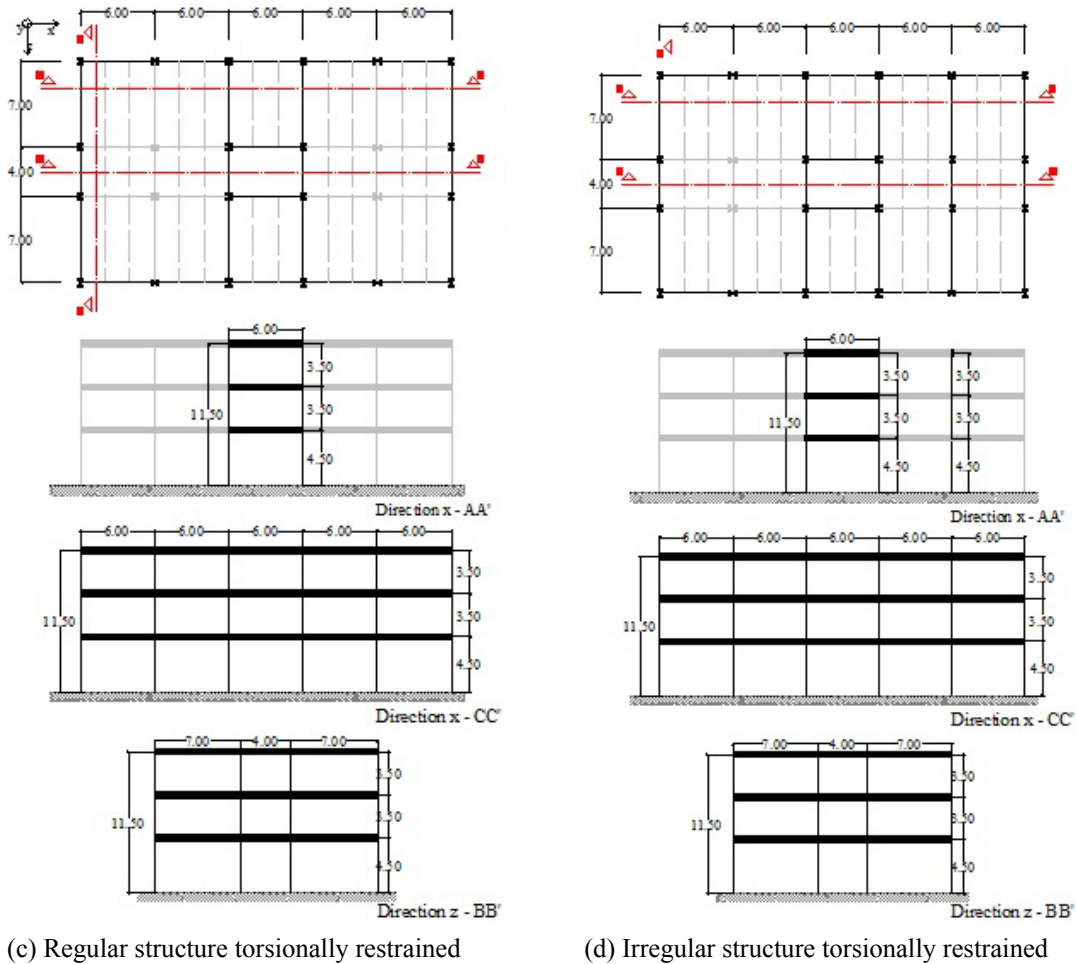 6.00 6.00 6.00 6.00 6.00
y x
7.00
4.00
7.00
6.00
3.50
3.50
11.50
4.50
Direction x - AA'
6.00 6.00 6.00 6.00 6.00
3.50
3.50
11.50
4.50
Direction x - CC'
7.00 4.00 7.00
3.50
11.50
3.50
4.50
Direction z - BB'
(c) Regular structure torsionally restrained
6.00 6.00 6.00 6.00 6.00
7.00
4.00
7.00
6.00
3.50 3.50
11.50
3.50 3.50
4.50 4.50
Direction x - AA'
6.00 6.00 6.00 6.00 6.00
3.50
3.50
11.50
4.50
Direction x - CC'
7.00 4.00 7.00
3.50
11.50
3.50
4.50
Direction z - BB'
(d) Irregular structure torsionally restrained